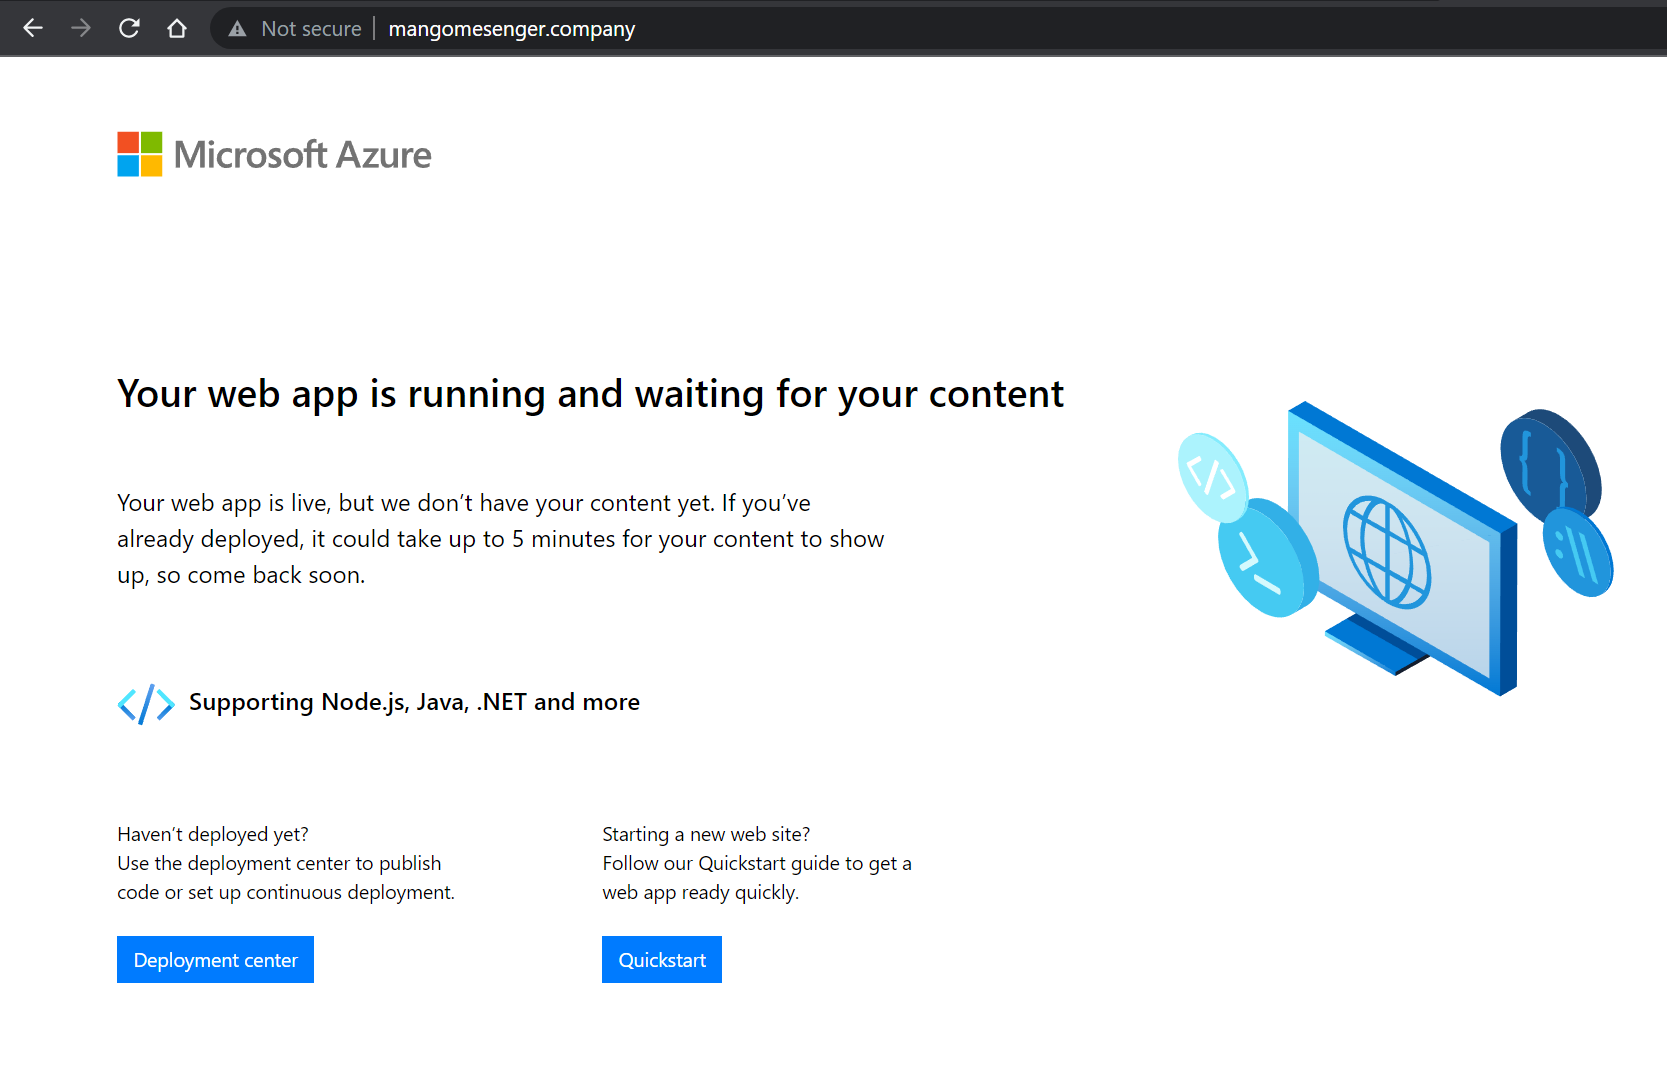 Not secure | mangomesenger.company
Microsoft Azure
Your web app is running and waiting for your content
Your web app is live, but we don’t have your content yet. If you’ve
already deployed, it could take up to 5 minutes for your content to show
up, so come back soon.
</> Supporting Node.js, Java, .NET and more
Haven’t deployed yet?
Use the deployment center to publish
code or set up continuous deployment.
Deployment center
Starting a new web site?
Follow our Quickstart guide to get a
web app ready quickly.
Quickstart